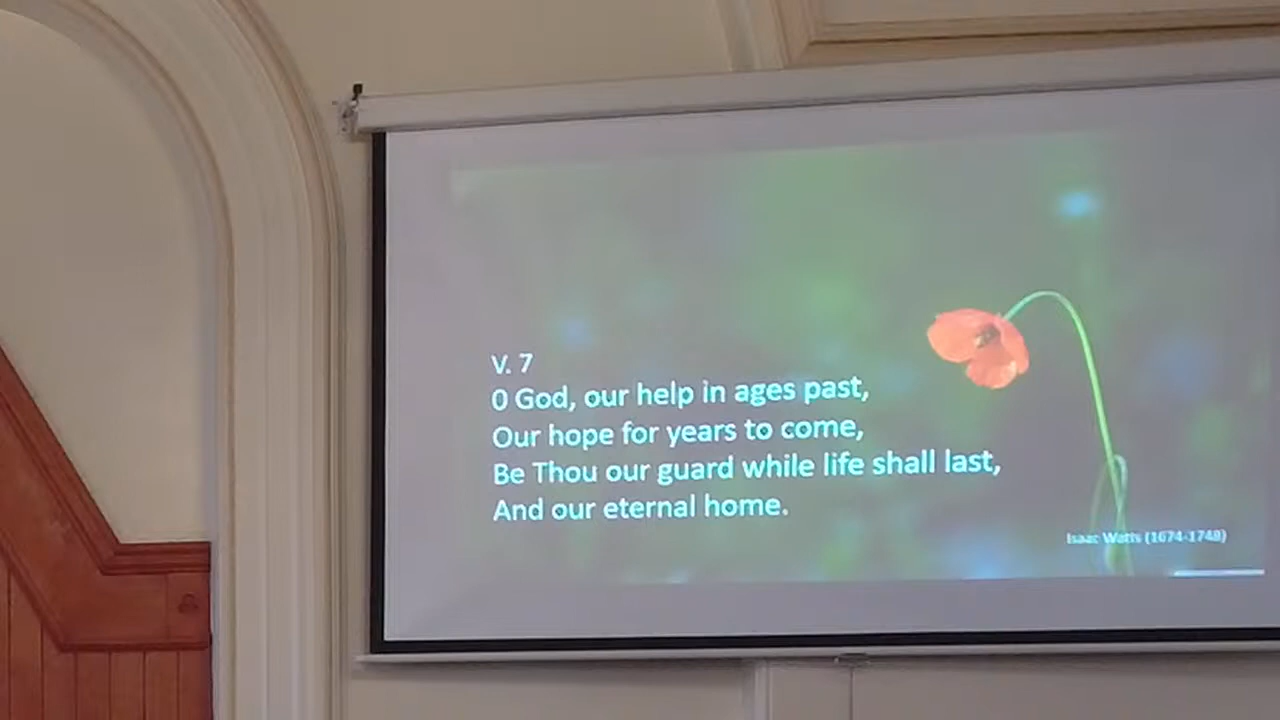 V. 7
0 God, our help in ages past,
Our hope for years to come,
Be Thou our guard while life shall last,
And our eternal home.
Isaac Watts (1674-1748)